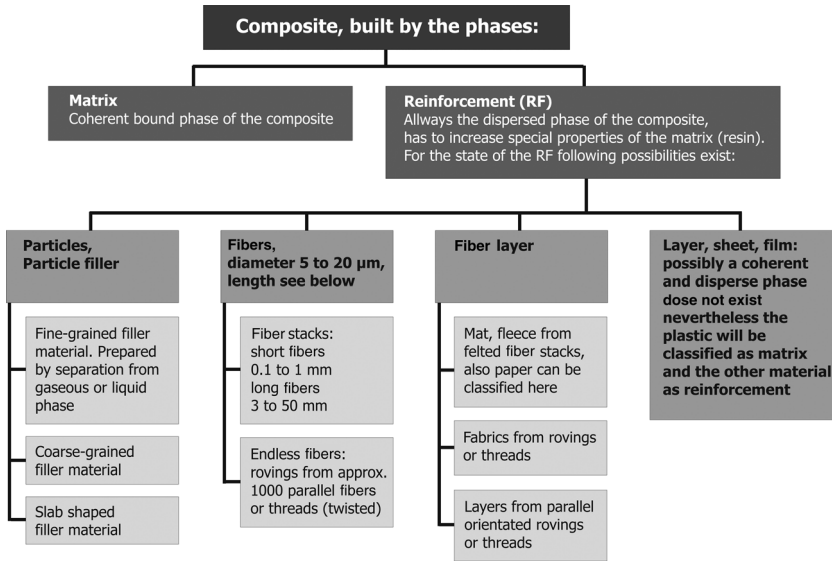 Composite, built by the phases:
Matrix
Coherent bound phase of the composite
Reinforcement (RF)
Allways the dispersed phase of the composite,
has to increase special properties of the matrix (resin).
For the state of the RF following possibilities exist:
Particles,
Particle filler
Fine-grained filler
material. Prepared
by separation from
gaseous or liquid
phase
Coarse-grained
filler material
Slab shaped
filler material
Fibers,
diameter 5 to 20 µm,
length see below
Fiber stacks:
short fibers
0.1 to 1 mm
long fibers
3 to 50 mm
Endless fibers:
rovings from approx.
1000 parallel fibers
or threads (twisted)
Fiber layer
Mat, fleece from
felted fiber stacks,
also paper can be
classified here
Fabrics from rovings
or threads
Layers from parallel
orientated rovings
or threads
Layer, sheet, film:
possibly a coherent
and disperse phase
dose not exist
nevertheless the
plastic will be
classified as matrix
and the other material
as reinforcement